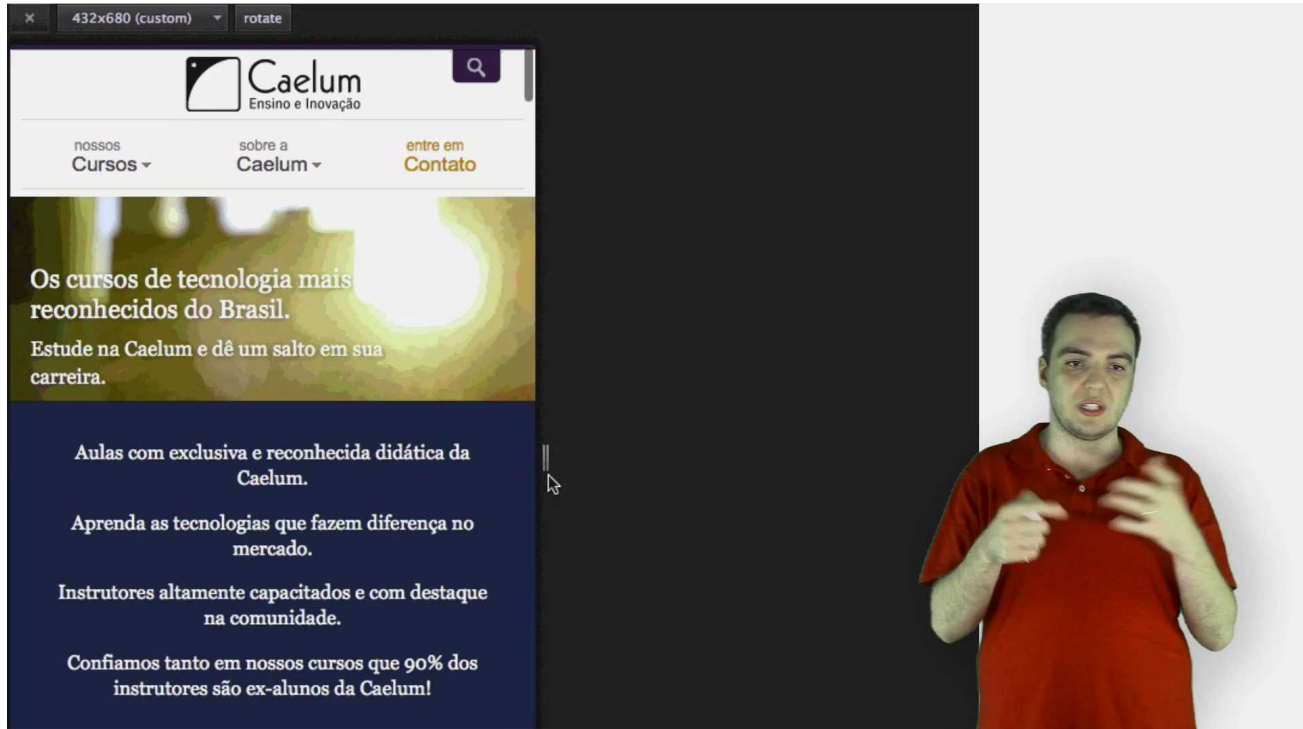 × 432x680 (custom) rotate
Caelum
Ensino e Inovação
nossos
Cursos
sobre a
Caelum
entre em
Contato
Os cursos de tecnologia mais
reconhecidos do Brasil.
Estude na Caelum e dê um salto em sua
carreira.
Aulas com exclusiva e reconhecida didática da
Caelum.
Aprenda as tecnologias que fazem diferença no
mercado.
Instrutores altamente capacitados e com destaque
na comunidade.
Confiamos tanto em nossos cursos que 90% dos
instrutores são ex-alunos da Caelum!